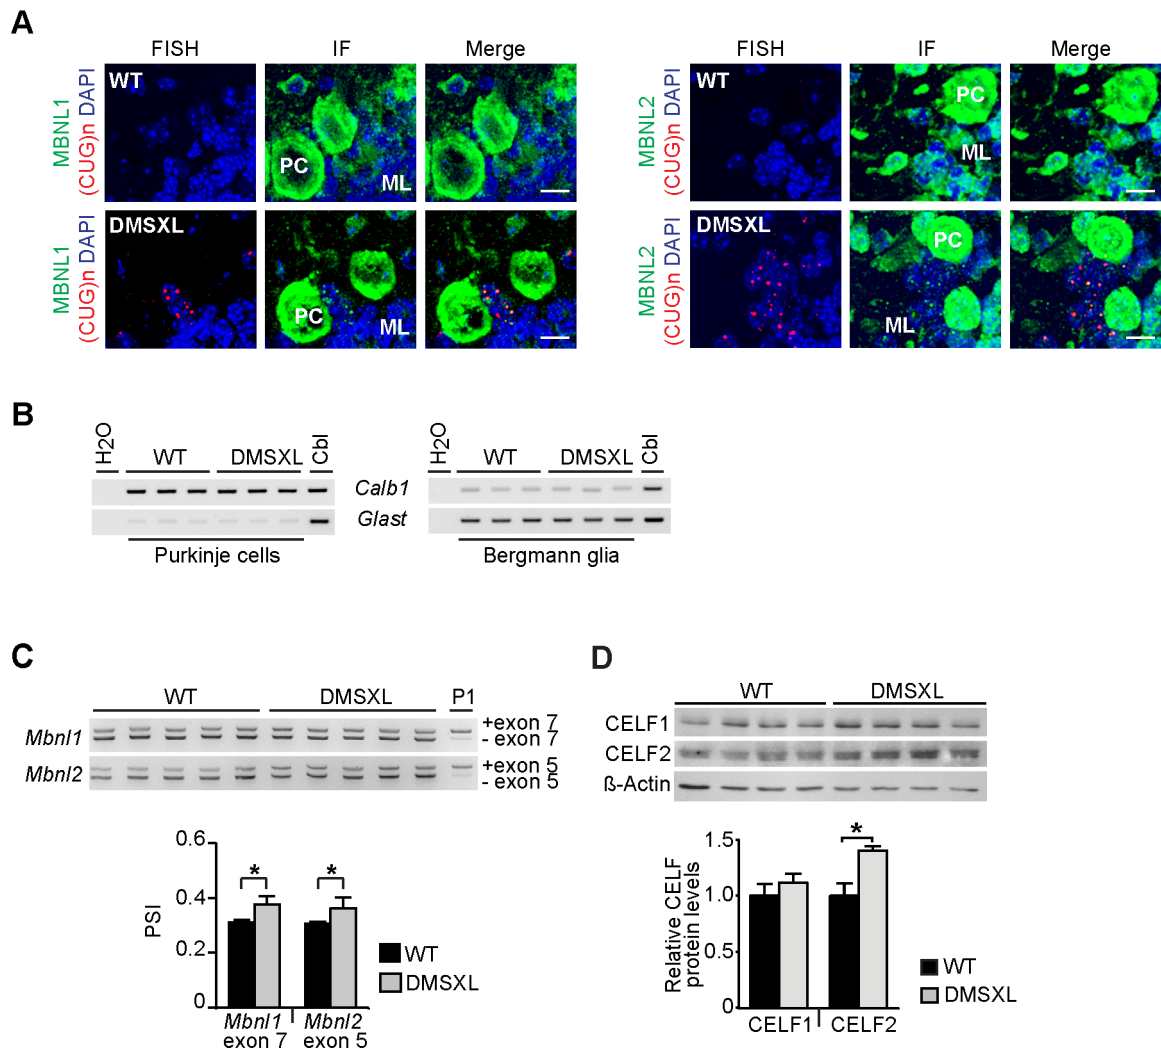 A
FISH IF Merge
MBNL1
(CUG)n DAPI
WT
PC
ML
MBNL1
(CUG)n DAPI
DMSXL
PC
ML
FISH IF Merge
MBNL2
(CUG)n DAPI
WT
PC
ML
MBNL2
(CUG)n DAPI
DMSXL
PC
ML
B
H2O WT DMSXL Cbl
Calb1
Glast
Purkinje cells
H2O WT DMSXL Cbl
Bergmann glia
C
WT DMSXL P1
Mbnl1 +exon 7
- exon 7
Mbnl2 +exon 5
- exon 5
PSI
0.6
0.4
0.2
0
* *
WT
DMSXL
Mbnl1 Mbnl2
exon 7 exon 5
D
WT DMSXL
CELF1
CELF2
ß-Actin
Relative CELF
protein levels
1.5
1.0
0.5
0
*
WT
DMSXL
CELF1 CELF2